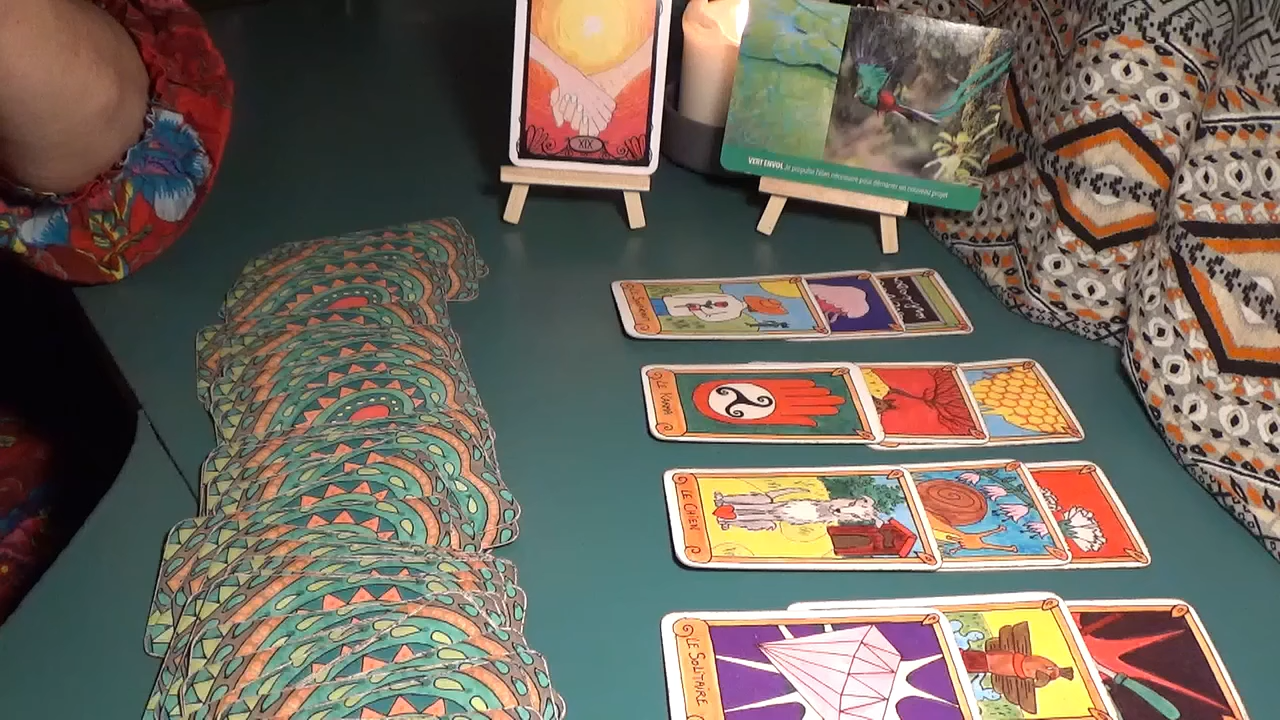 XIX
VERT ENVOL Je propulse l'élan nécessaire pour démarrer un nouveau projet
LE KARMA
LE CHIEN
LE SOLITAIRE